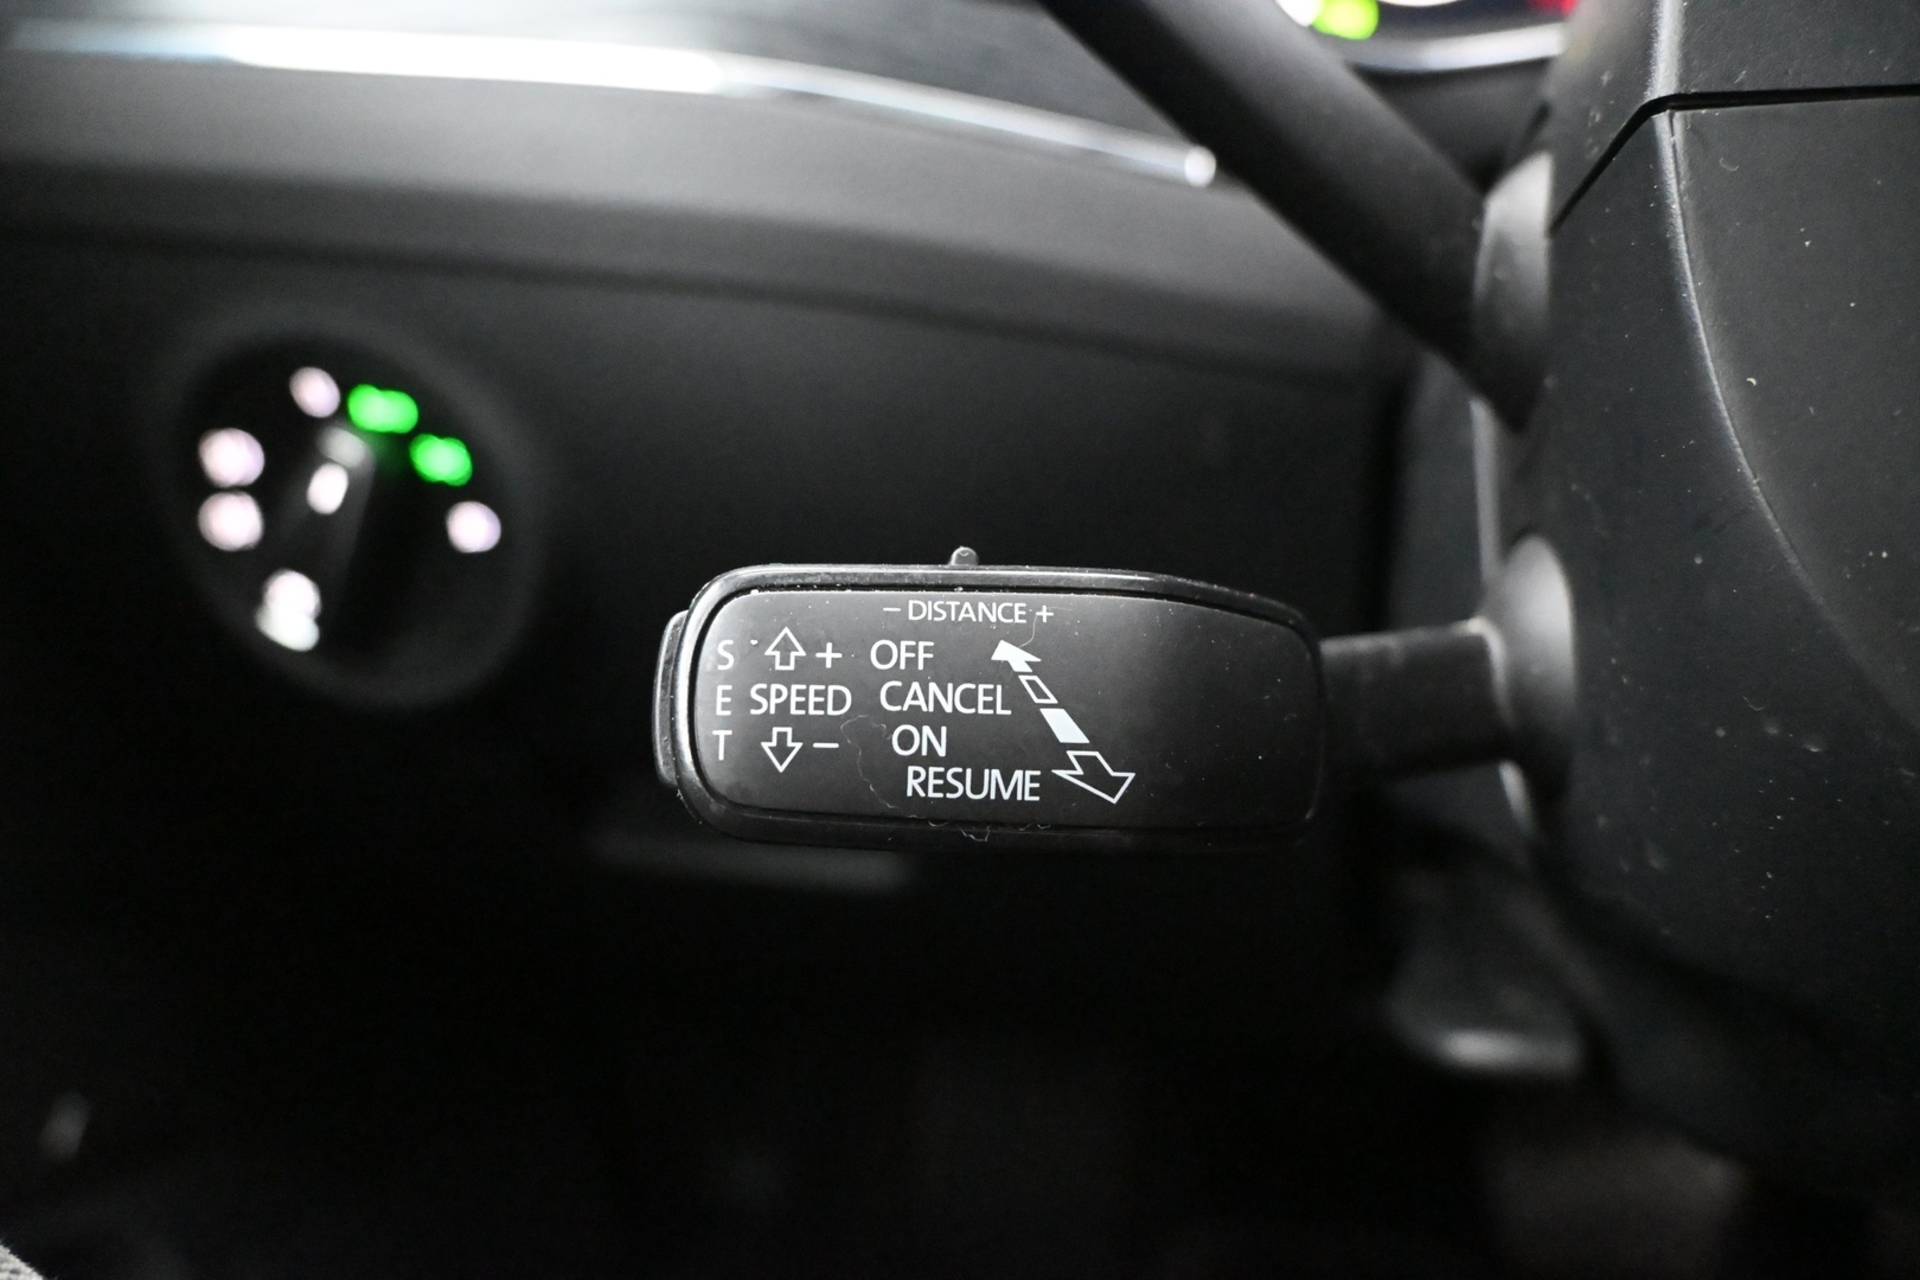 − DISTANCE +
S + OFF
E SPEED CANCEL
T − ON
RESUME